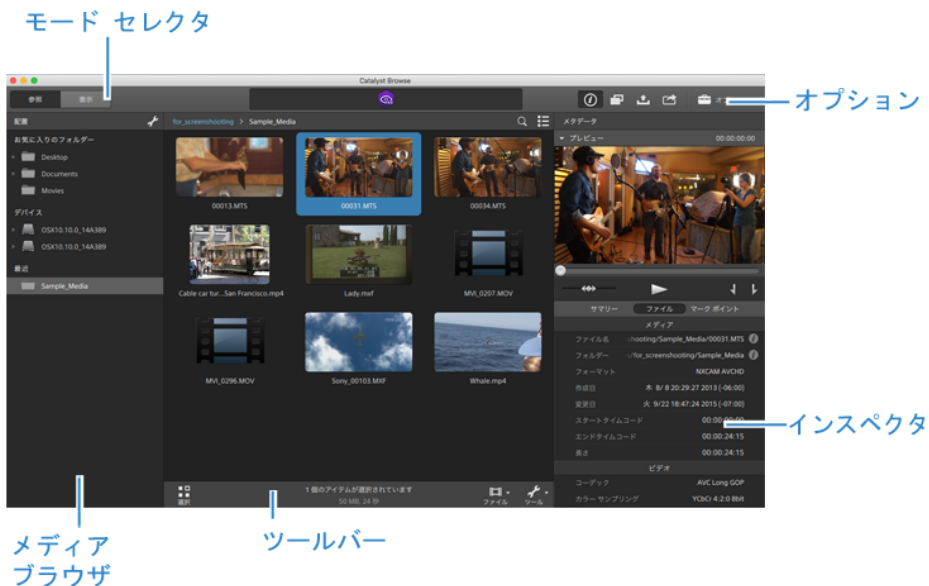 モード セレクタ
Catalyst Browse
参照
表示
オプション
配置
for_screenshooting > Sample_Media
メタデータ
お気に入りのフォルダー
プレビュー
00:00:00:00
Desktop
Documents
Movies
デバイス
OSX10.10.0_14A389
OSX10.10.0_14A389
最近
Sample_Media
00013.MTS
00031.MTS
00034.MTS
Cable car tur...San Francisco.mp4
Lady.mxf
MVI_0207.MOV
MVI_0296.MOV
Sony_00103.MXF
Whale.mp4
サマリー
ファイル
マーク ポイント
メディア
ファイル名 :hooting/Sample_Media/00031.MTS
フォルダー :/for_screenshooting/Sample_Media
フォーマット NXCAM AVCHD
作成日 木 8/ 8 20:29:27 2013 (-06:00)
変更日 火 9/22 18:47:24 2015 (-07:00)
スタートタイムコード 00:00:00:00
エンドタイムコード 00:00:24:15
長さ 00:00:24:15
ビデオ
コーデック AVC Long GOP
カラー サンプリング YCbCr 4:2:0 8bit
インスペクタ
選択
1 個のアイテムが選択されています
50 MB, 24 秒
ファイル
ツール
メディア
ブラウザ
ツールバー